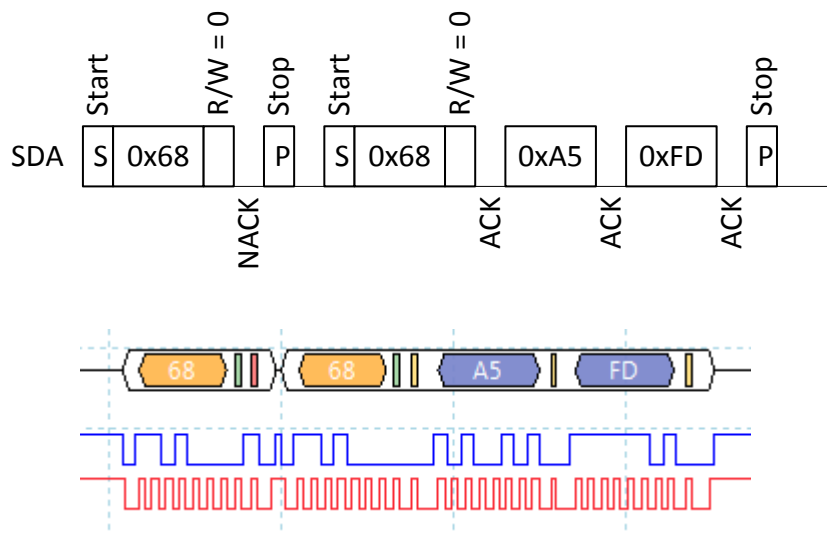 Start
R/W = 0
Stop
Start
R/W = 0
Stop
SDA S 0x68 P S 0x68 0xA5 0xFD P
NACK
ACK
ACK
ACK
68 68 A5 FD